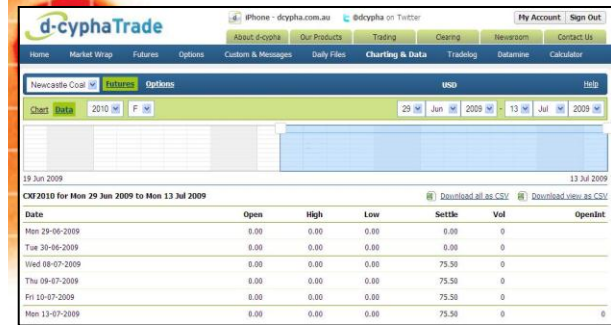 d-cyphaTrade
iPhone - dcypha.com.au @dcypha on Twitter My Account Sign Out
About d-cypha Our Products Trading Clearing Newsroom Contact Us
Home Market Wrap Futures Options Custom & Messages Daily Files Charting & Data Tradelog Datamine Calculator
Newcastle Coal Futures Options USD Help
Chart Data 2010 F 29 Jun 2009 - 13 Jul 2009
19 Jun 2009 13 Jul 2009
CXF2010 for Mon 29 Jun 2009 to Mon 13 Jul 2009 Download all as CSV Download view as CSV
Date Open High Low Settle Vol OpenInt
Mon 29-06-2009 0.00 0.00 0.00 0.00 0
Tue 30-06-2009 0.00 0.00 0.00 0.00 0
Wed 08-07-2009 0.00 0.00 0.00 75.50 0
Thu 09-07-2009 0.00 0.00 0.00 75.50 0
Fri 10-07-2009 0.00 0.00 0.00 75.50 0
Mon 13-07-2009 0.00 0.00 0.00 75.50 0 0